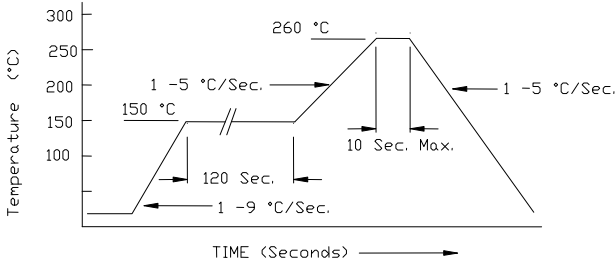 300
260 °C
250
200
1 -5 °C/Sec.
1 -5 °C/Sec.
150 °C
150
10 Sec. Max.
100
120 Sec.
1 -9 °C/Sec.
Temperature (°C)
TIME (Seconds)